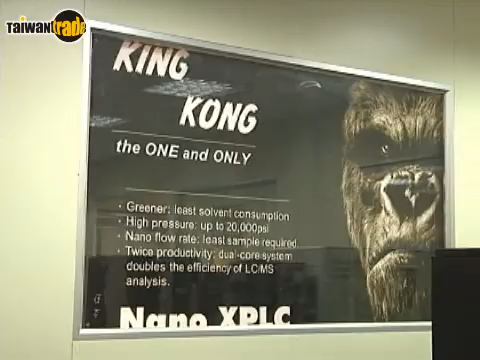 TAIWANTRADE
KING
KONG
the ONE and ONLY
· Greener: least solvent consumption
· High pressure: up to 20,000psi
· Nano flow rate: least sample required
· Twice productivity: dual-core system
doubles the efficiency of LC/MS
analysis.
Nano XPLC